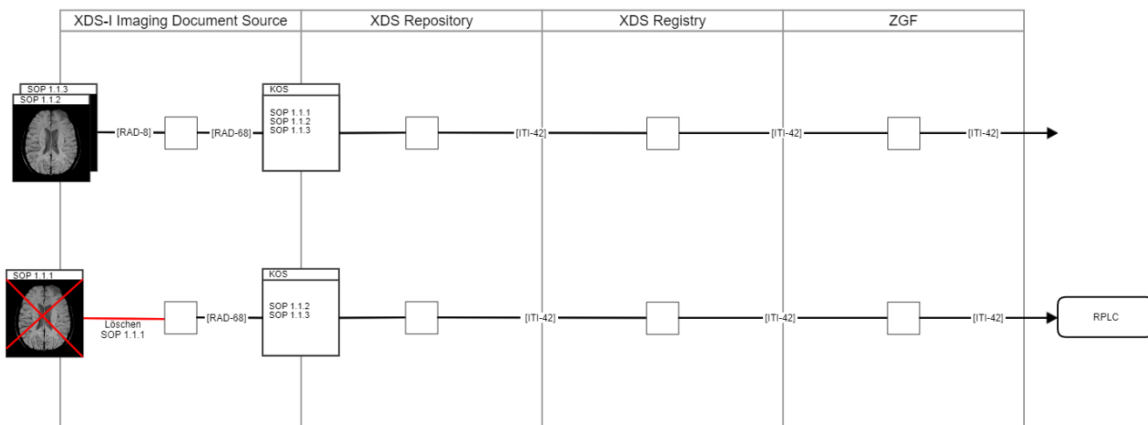 XDS-I Imaging Document Source
XDS Repository
XDS Registry
ZGF
SOP 1.1.3
SOP 1.1.2
[RAD-8]
[RAD-68]
KOS
SOP 1.1.1
SOP 1.1.2
SOP 1.1.3
[ITI-42]
[ITI-42]
[ITI-42]
SOP 1.1.1
Löschen
SOP 1.1.1
[RAD-68]
KOS
SOP 1.1.2
SOP 1.1.3
[ITI-42]
[ITI-42]
[ITI-42]
RPLC